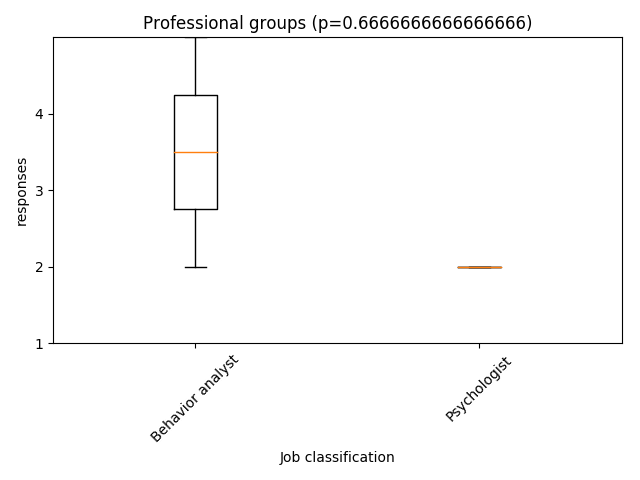 Professional groups (p=0.6666666666666666)
responses
4
3
2
1
Behavior analyst
Psychologist
Job classification